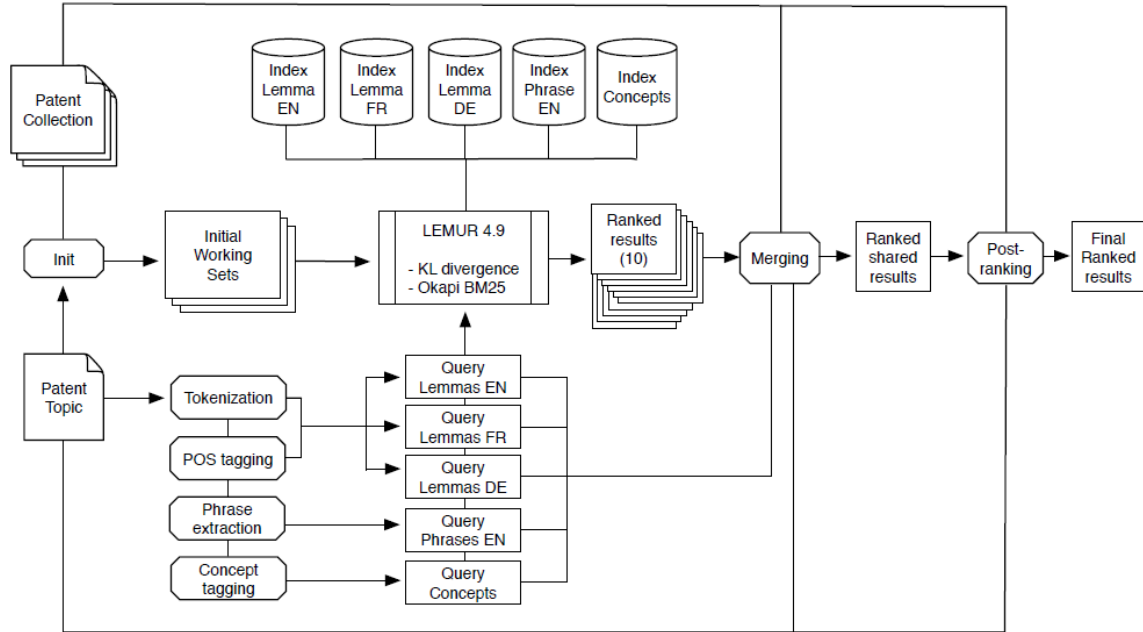 Patent
Collection
Index
Lemma
EN
Index
Lemma
FR
Index
Lemma
DE
Index
Phrase
EN
Index
Concepts
Init
Initial
Working
Sets
LEMUR 4.9
- KL divergence
- Okapi BM25
Ranked
results
(10)
Merging
Ranked
shared
results
Post-
ranking
Final
Ranked
results
Patent
Topic
Tokenization
POS tagging
Phrase
extraction
Concept
tagging
Query
Lemmas EN
Query
Lemmas FR
Query
Lemmas DE
Query
Phrases EN
Query
Concepts